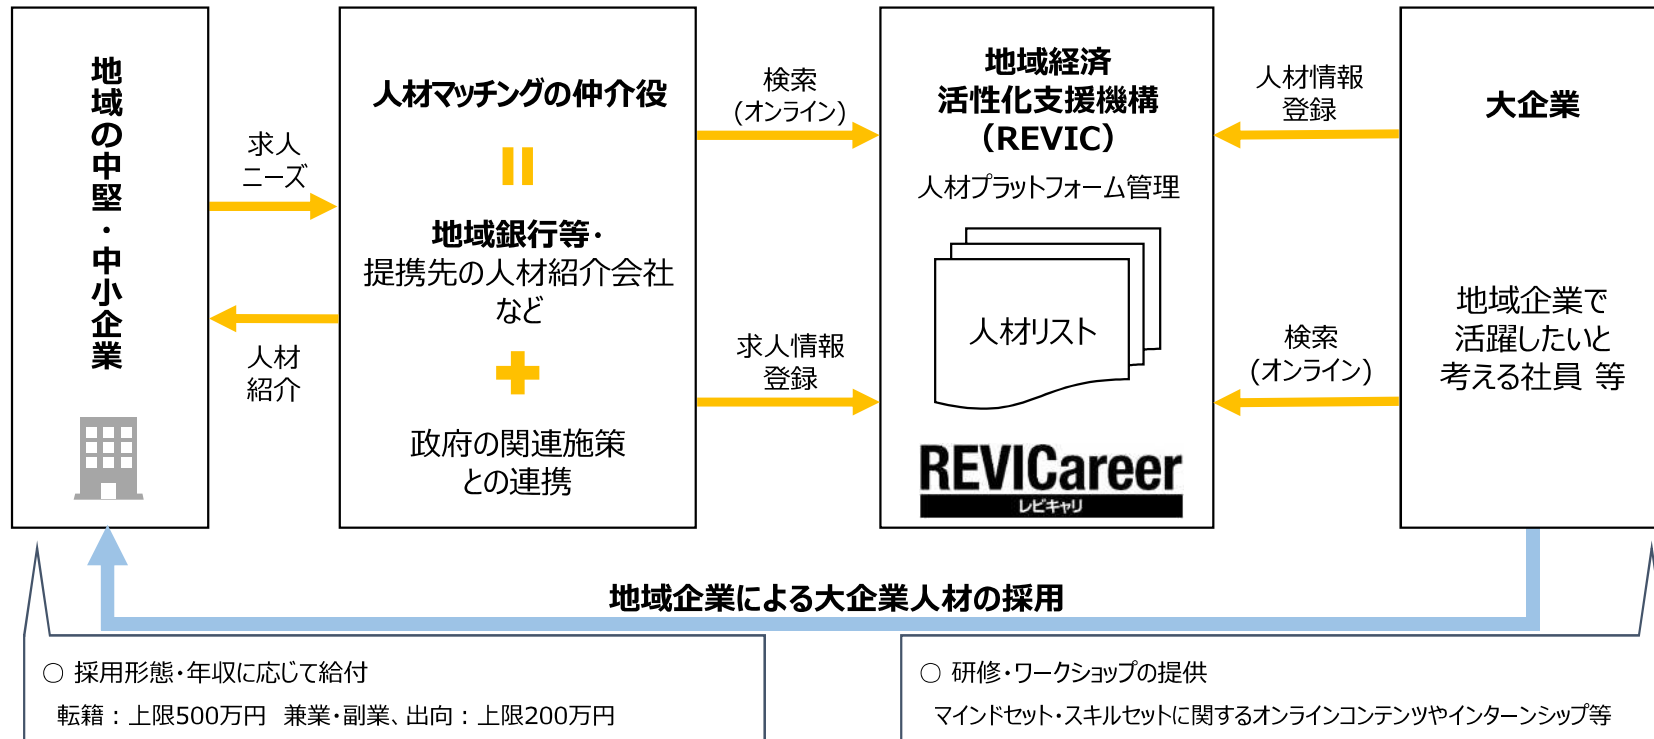 地域の中堅・中小企業
求人
ニーズ
人材
紹介
人材マッチングの仲介役
地域銀行等・
提携先の人材紹介会社
など
政府の関連施策
との連携
検索
(オンライン)
求人情報
登録
地域経済
活性化支援機構
（REVIC）
人材プラットフォーム管理
人材リスト
REVICareer
レビキャリ
人材情報
登録
検索
(オンライン)
大企業
地域企業で
活躍したいと
考える社員 等
地域企業による大企業人材の採用
○ 採用形態・年収に応じて給付
転籍：上限500万円　兼業・副業、出向：上限200万円
○ 研修・ワークショップの提供
マインドセット・スキルセットに関するオンラインコンテンツやインターンシップ等